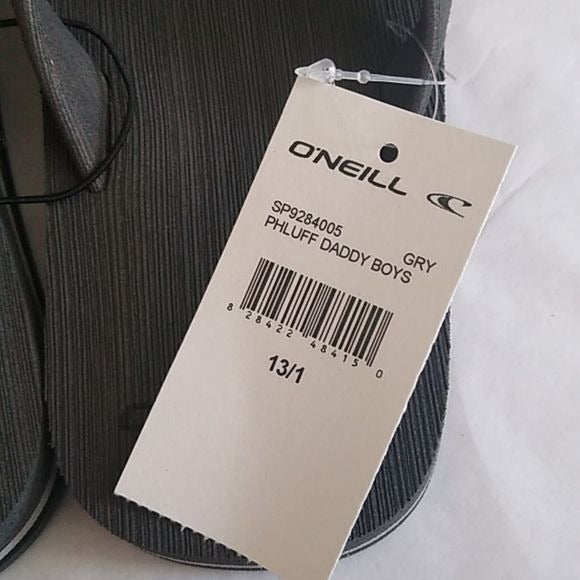 O'NEILL
SP9284005 GRY
PHLUFF DADDY BOYS
8 28422 48415 0
13/1